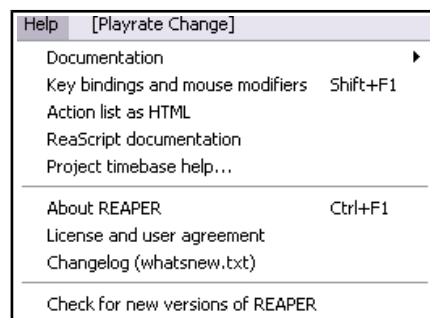 Help [Playrate Change]
Documentation
Key bindings and mouse modifiers Shift+F1
Action list as HTML
ReaScript documentation
Project timebase help...
About REAPER Ctrl+F1
License and user agreement
Changelog (whatsnew.txt)
Check for new versions of REAPER